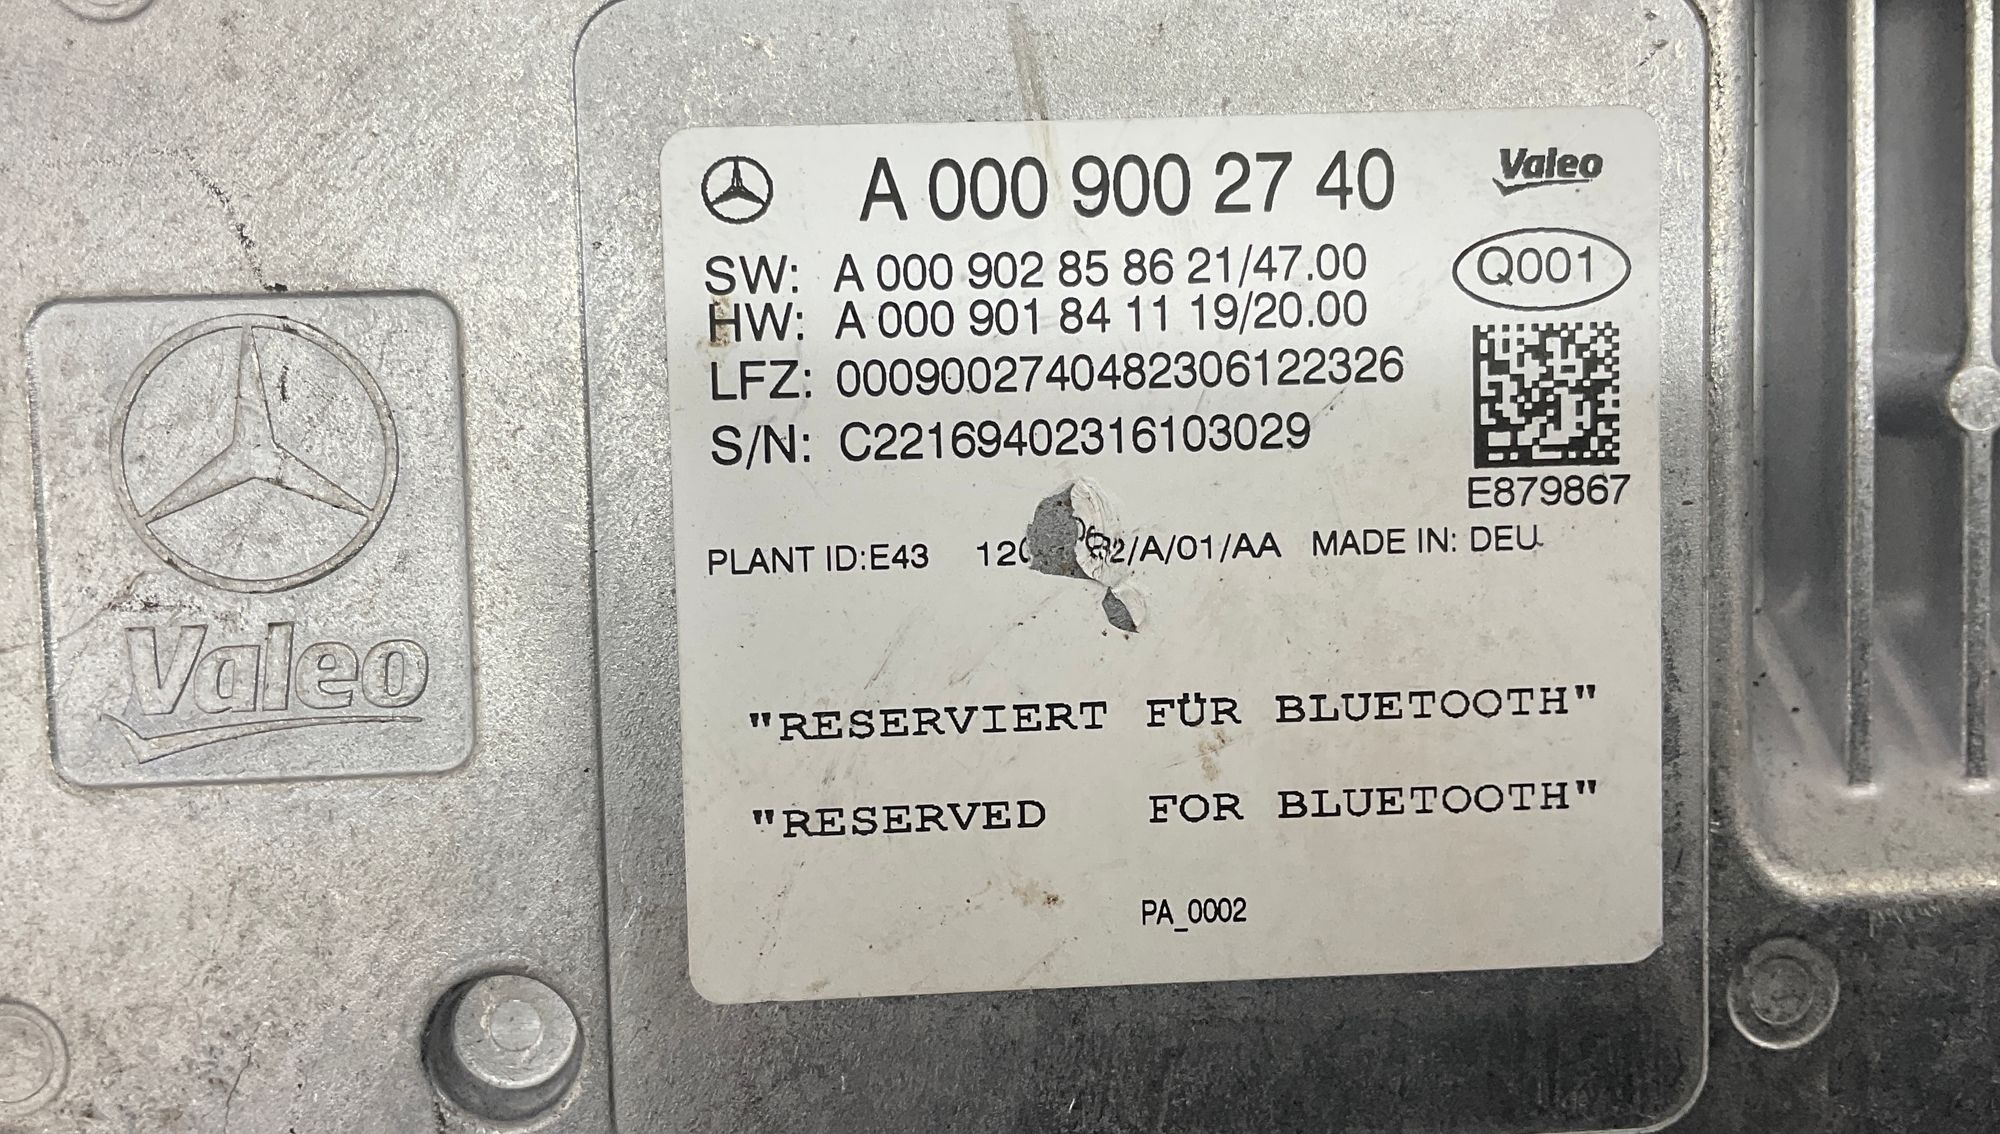 A 000 900 27 40
Valeo
SW: A 000 902 85 86 21/47.00
HW: A 000 901 84 11 19/20.00
Q001
LFZ: 0009002740482306122326
S/N: C22169402316103029
E879867
PLANT ID:E43 /A/01/AA MADE IN: DEU
"RESERVIERT FÜR BLUETOOTH"
"RESERVED FOR BLUETOOTH"
PA_0002
Valeo